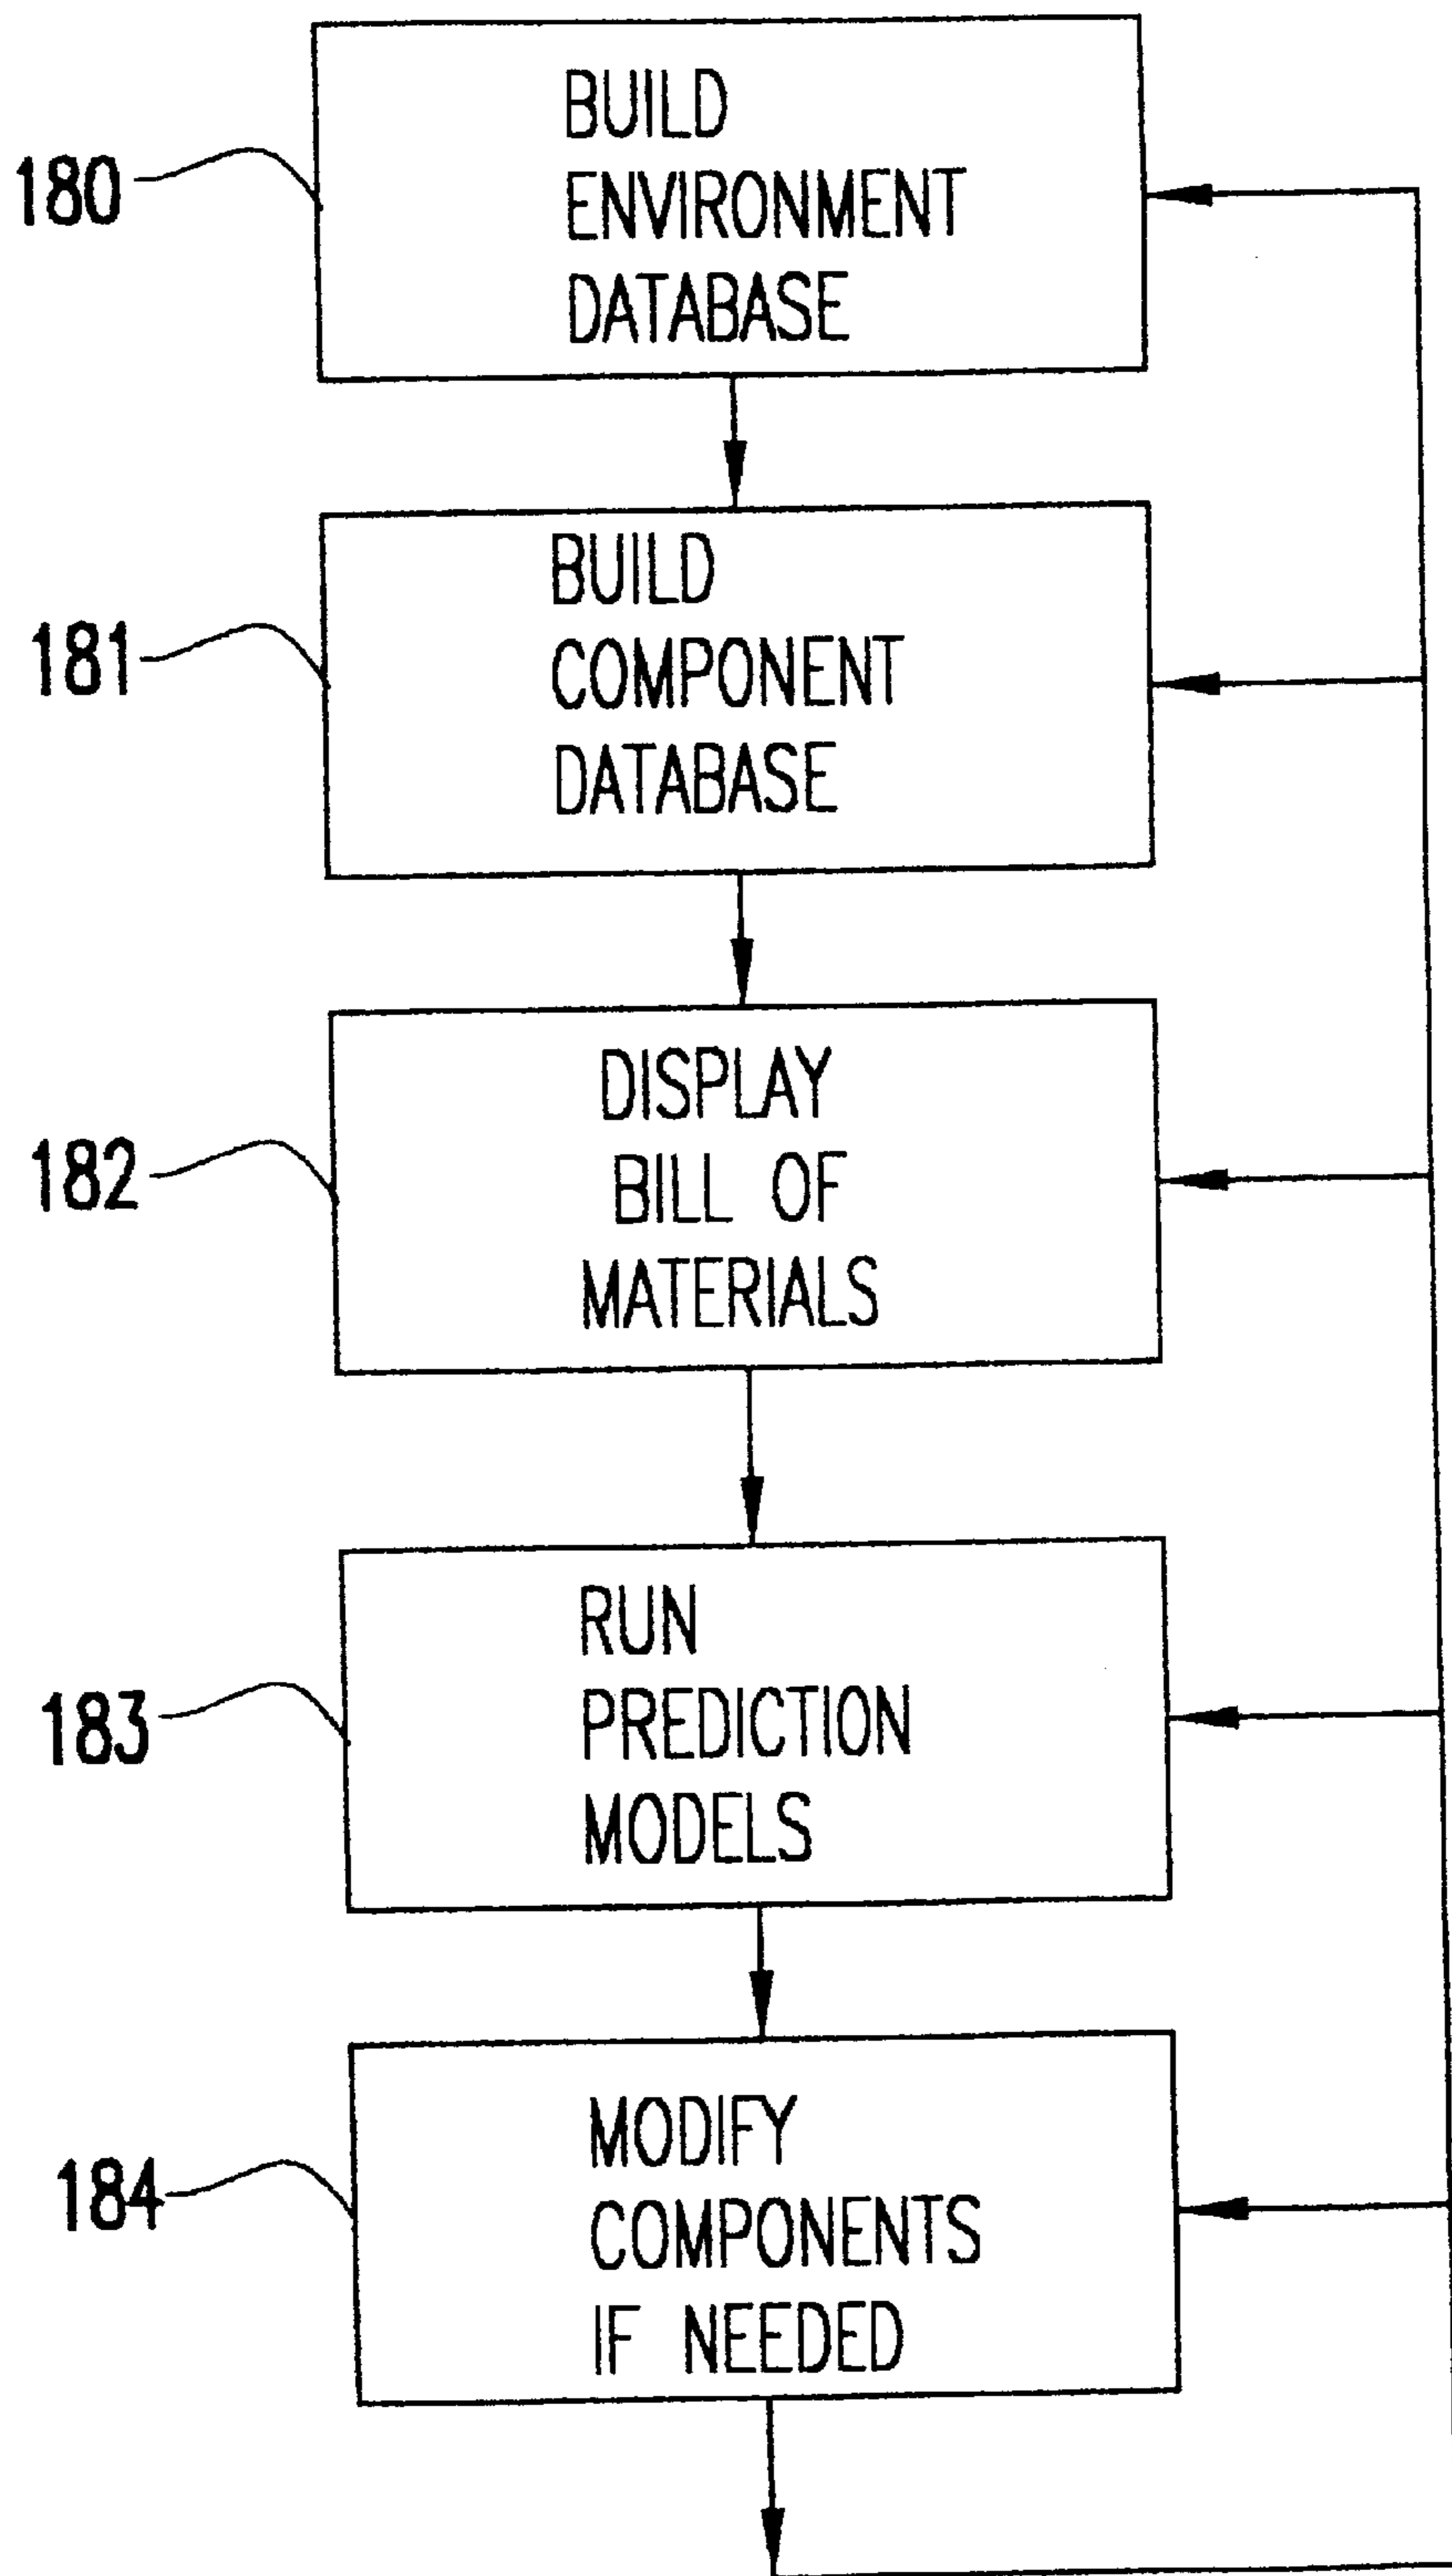 BUILD
ENVIRONMENT
DATABASE
180
BUILD
COMPONENT
DATABASE
181
DISPLAY
BILL OF
MATERIALS
182
RUN
PREDICTION
MODELS
183
MODIFY
COMPONENTS
IF NEEDED
184